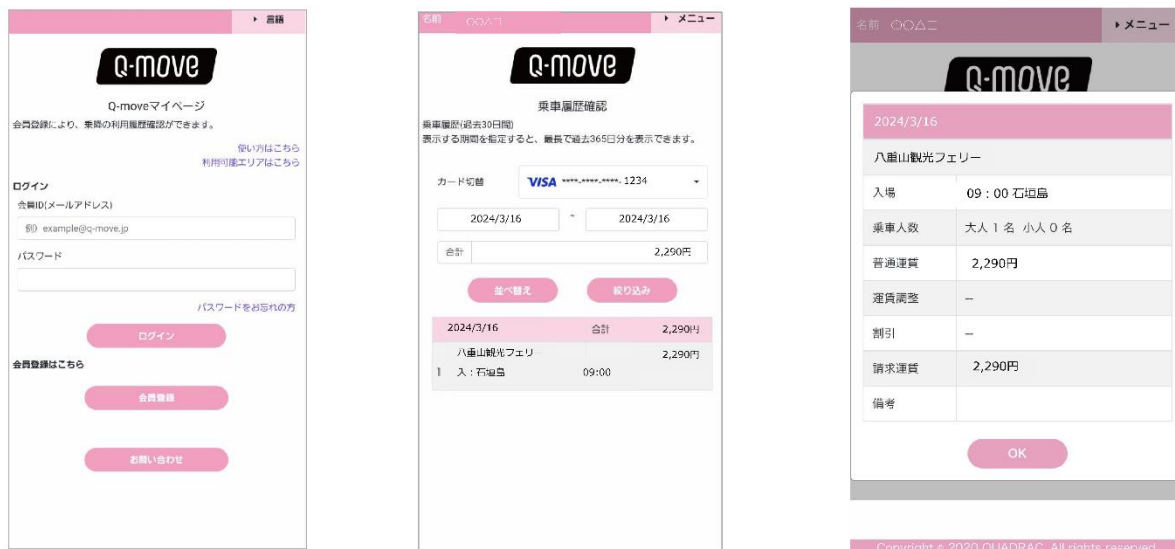 ▸ 言語
Q-move
Q-moveマイページ
会員登録により、乗降の利用履歴確認ができます。
使い方はこちら
利用可能エリアはこちら
ログイン
会員ID(メールアドレス)
例）example@q-move.jp
パスワード
パスワードをお忘れの方
ログイン
会員登録はこちら
会員登録
お問い合わせ
名前 ○○△ニ
▸ メニュー
Q-move
乗車履歴確認
乗車履歴(過去30日間)
表示する期間を指定すると、最長で過去365日分を表示できます。
カード切替 VISA ****-****-****-1234
2024/3/16 ~ 2024/3/16
合計 2,290円
並べ替え 絞り込み
2024/3/16 合計 2,290円
八重山観光フェリー 2,290円
1 入：石垣島 09:00
名前 ○○△ニ
▸ メニュー
Q-move
2024/3/16
八重山観光フェリー
入場 09：00 石垣島
乗車人数 大人 1 名 小人 0 名
普通運賃 2,290円
運賃調整 --
割引 --
請求運賃 2,290円
備考
OK
Copyright © 2020 QUADRAC. All rights reserved.